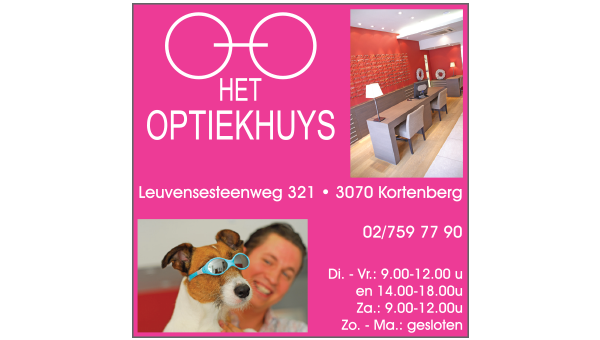 HET
OPTIEKHUYS
Leuvensesteenweg 321 • 3070 Kortenberg
02/759 77 90
Di. - Vr.: 9.00-12.00 u
en 14.00-18.00u
Za.: 9.00-12.00u
Zo. - Ma.: gesloten